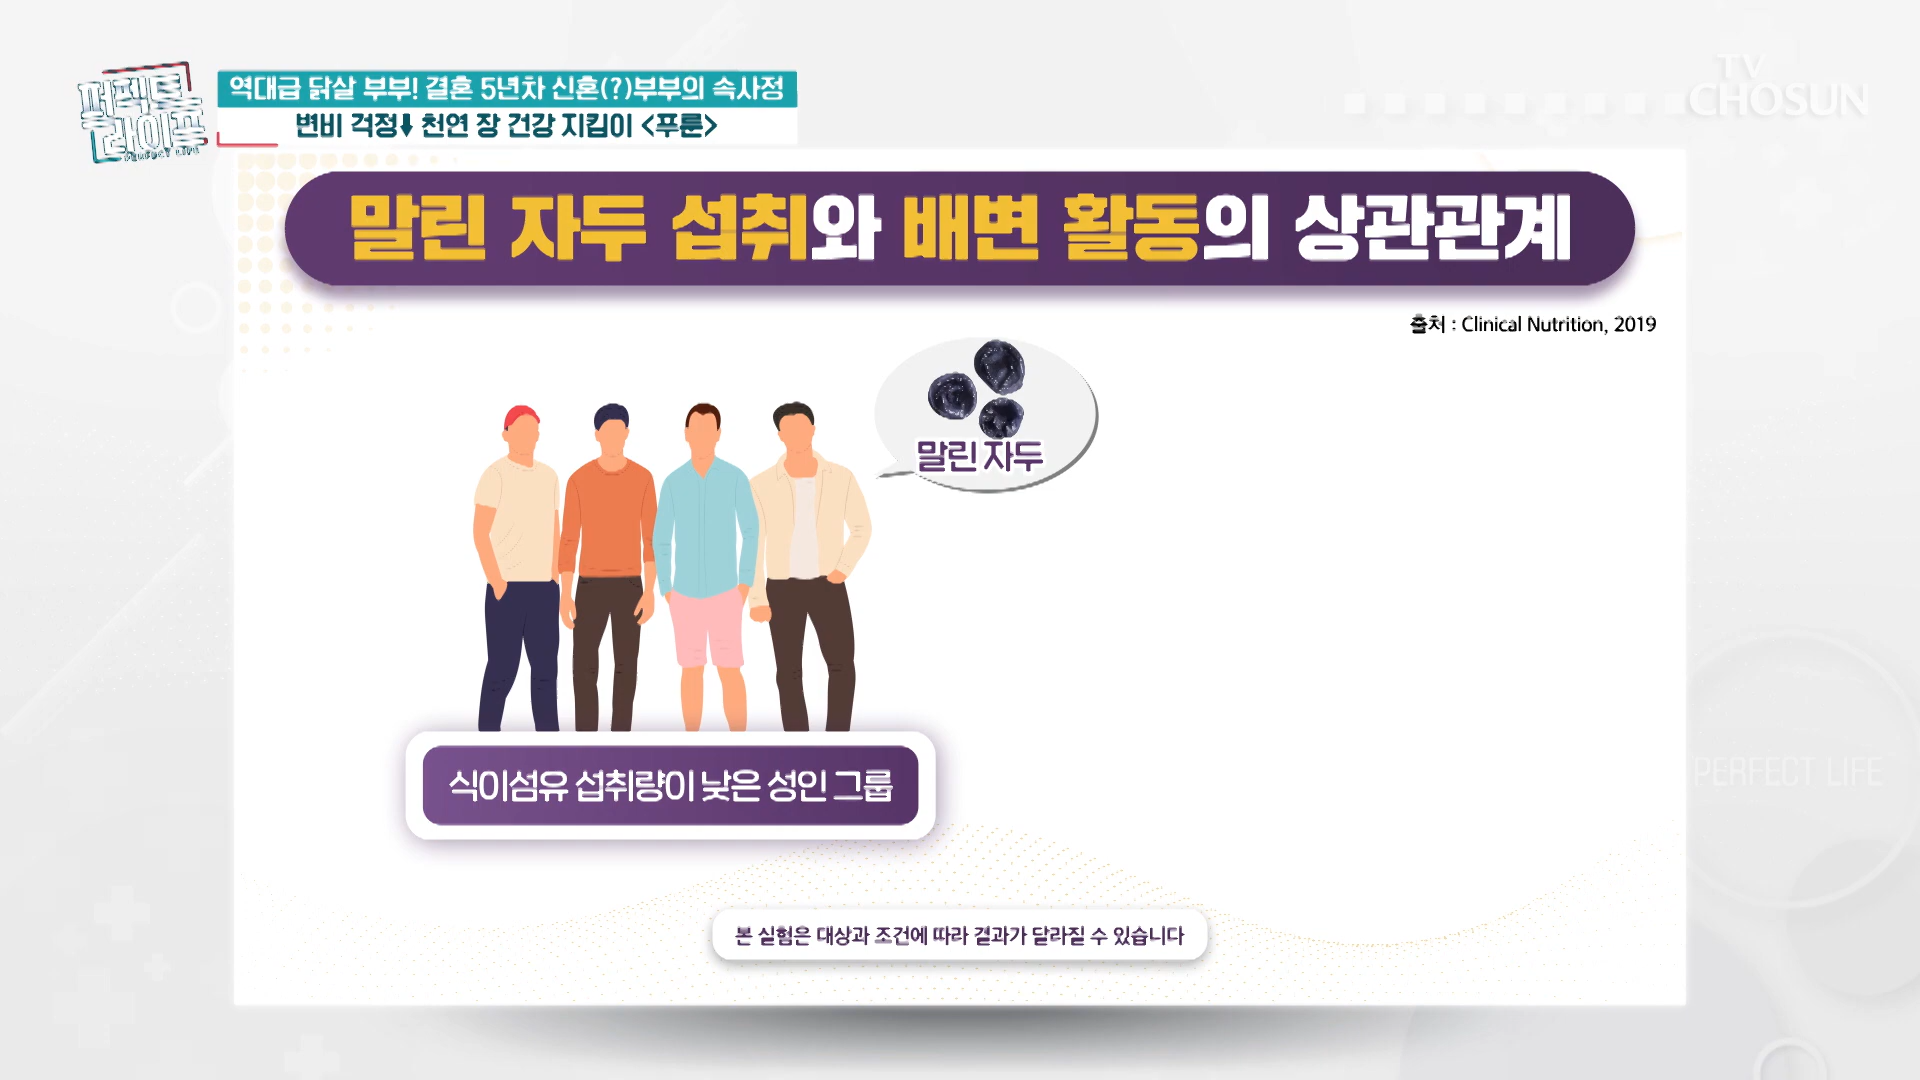 퍼펙트 라이프
PERFECT LIFE
역대급 닭살 부부! 결혼 5년차 신혼(?)부부의 속사정
변비 걱정⬇ 천연 장 건강 지킴이 <푸룬>
TV
CHOSUN
말린 자두 섭취와 배변 활동의 상관관계
출처 : Clinical Nutrition, 2019
말린 자두
식이섬유 섭취량이 낮은 성인 그룹
PERFECT LIFE
본 실험은 대상과 조건에 따라 결과가 달라질 수 있습니다